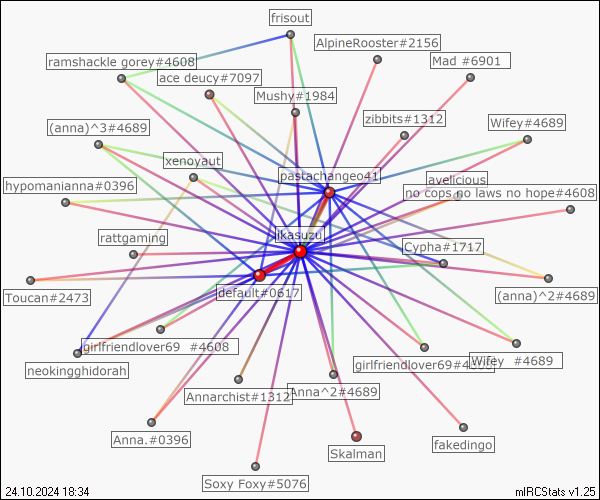 frisout
AlpineRooster#2156
ramshackle gorey#4608
Mad #6901
ace deucy#7097
Mushy#1984
zibbits#1312
Wifey#4689
(anna)^3#4689
xenoyaut
pastachangeo41
avelicious
hypomanianna#0396
no cops no laws no hope#4608
ikasuzu
rattgaming
Cypha#1717
default#0617
Toucan#2473
(anna)^2#4689
girlfriendlover69 #4608
girlfriendlover69#4
Wifey #4689
neokingghidorah
Annarchist#1312
Anna^2#4689
Anna.#0396
Skalman
fakedingo
Soxy Foxy#5076
24.10.2024 18:34
mIRCStats v1.25